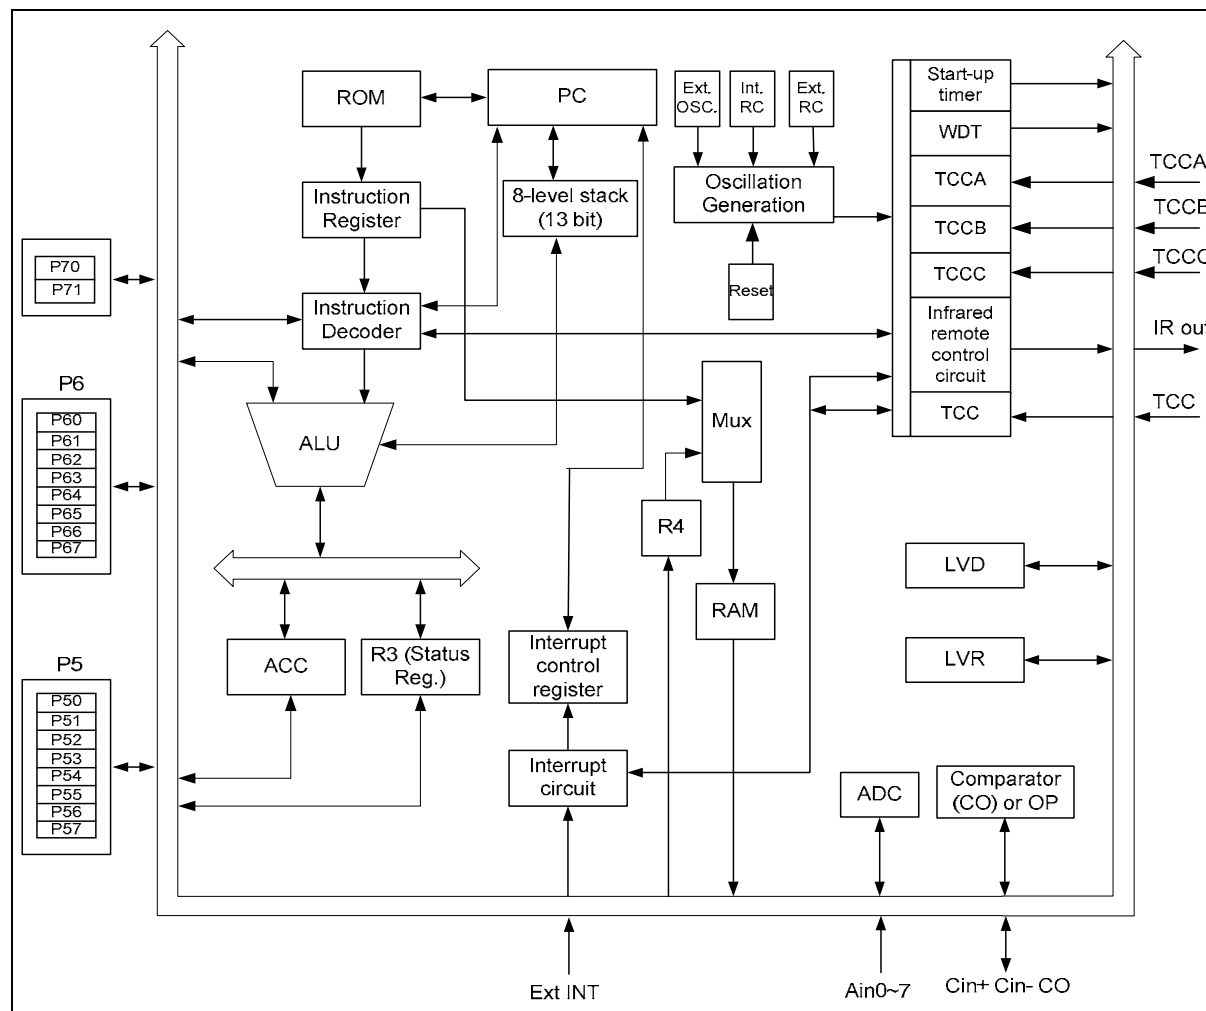 ROM
PC
Ext.
OSC.
Int.
RC
Ext.
RC
Start-up
timer
WDT
TCCA
TCCB
TCCC
Infrared
remote
control
circuit
TCC
TCCA
TCCB
TCCC
IR out
TCC
Instruction
Register
8-level stack
(13 bit)
Oscillation
Generation
Reset
P70
P71
Instruction
Decoder
P6
P60
P61
P62
P63
P64
P65
P66
P67
ALU
Mux
R4
RAM
LVD
LVR
ACC
R3 (Status
Reg.)
Interrupt
control
register
P5
P50
P51
P52
P53
P54
P55
P56
P57
Interrupt
circuit
ADC
Comparator
(CO) or OP
Ext INT
Ain0~7
Cin+ Cin- CO